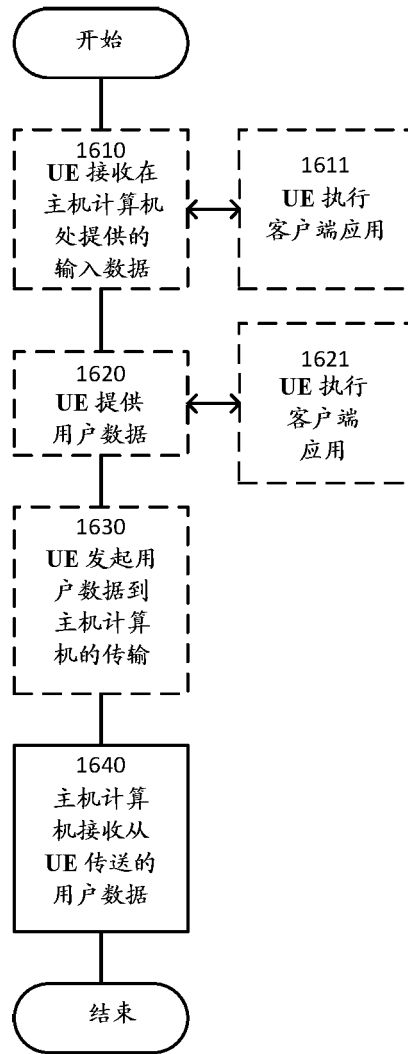 开始
1610
UE 接收在
主机计算机
处提供的
输入数据
1611
UE 执行
客户端应用
1620
UE 提供
用户数据
1621
UE 执行
客户端
应用
1630
UE 发起用
户数据到
主机计算
机的传输
1640
主机计算
机接收从
UE 传送的
用户数据
结束